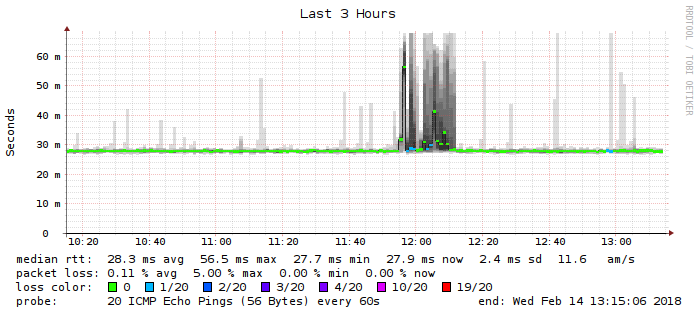 Last 3 Hours
RRDTOOL / TOBI OETIKER
Seconds
60 m
50 m
40 m
30 m
20 m
10 m
0
10:20 10:40 11:00 11:20 11:40 12:00 12:20 12:40 13:00
median rtt: 28.3 ms avg 56.5 ms max 27.7 ms min 27.9 ms now 2.4 ms sd 11.6 am/s
packet loss: 0.11 % avg 5.00 % max 0.00 % min 0.00 % now
loss color: 0 1/20 2/20 3/20 4/20 10/20 19/20
probe: 20 ICMP Echo Pings (56 Bytes) every 60s end: Wed Feb 14 13:15:06 2018